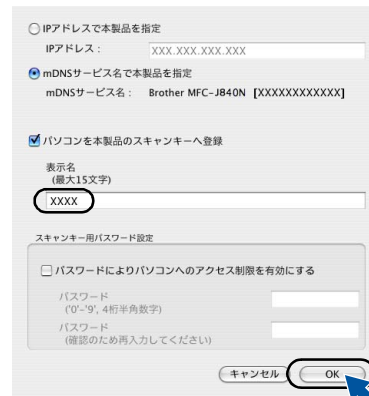 IPアドレスで本製品を指定
IPアドレス： XXX.XXX.XXX.XXX
mDNSサービス名で本製品を指定
mDNSサービス名： Brother MFC-J840N [XXXXXXXXXXXX]
パソコンを本製品のスキャンキーへ登録
表示名
(最大15文字)
XXXX
スキャンキー用パスワード設定
パスワードによりパソコンへのアクセス制限を有効にする
パスワード
('0'-'9', 4桁半角数字)
パスワード
(確認のため再入力してください)
キャンセル OK